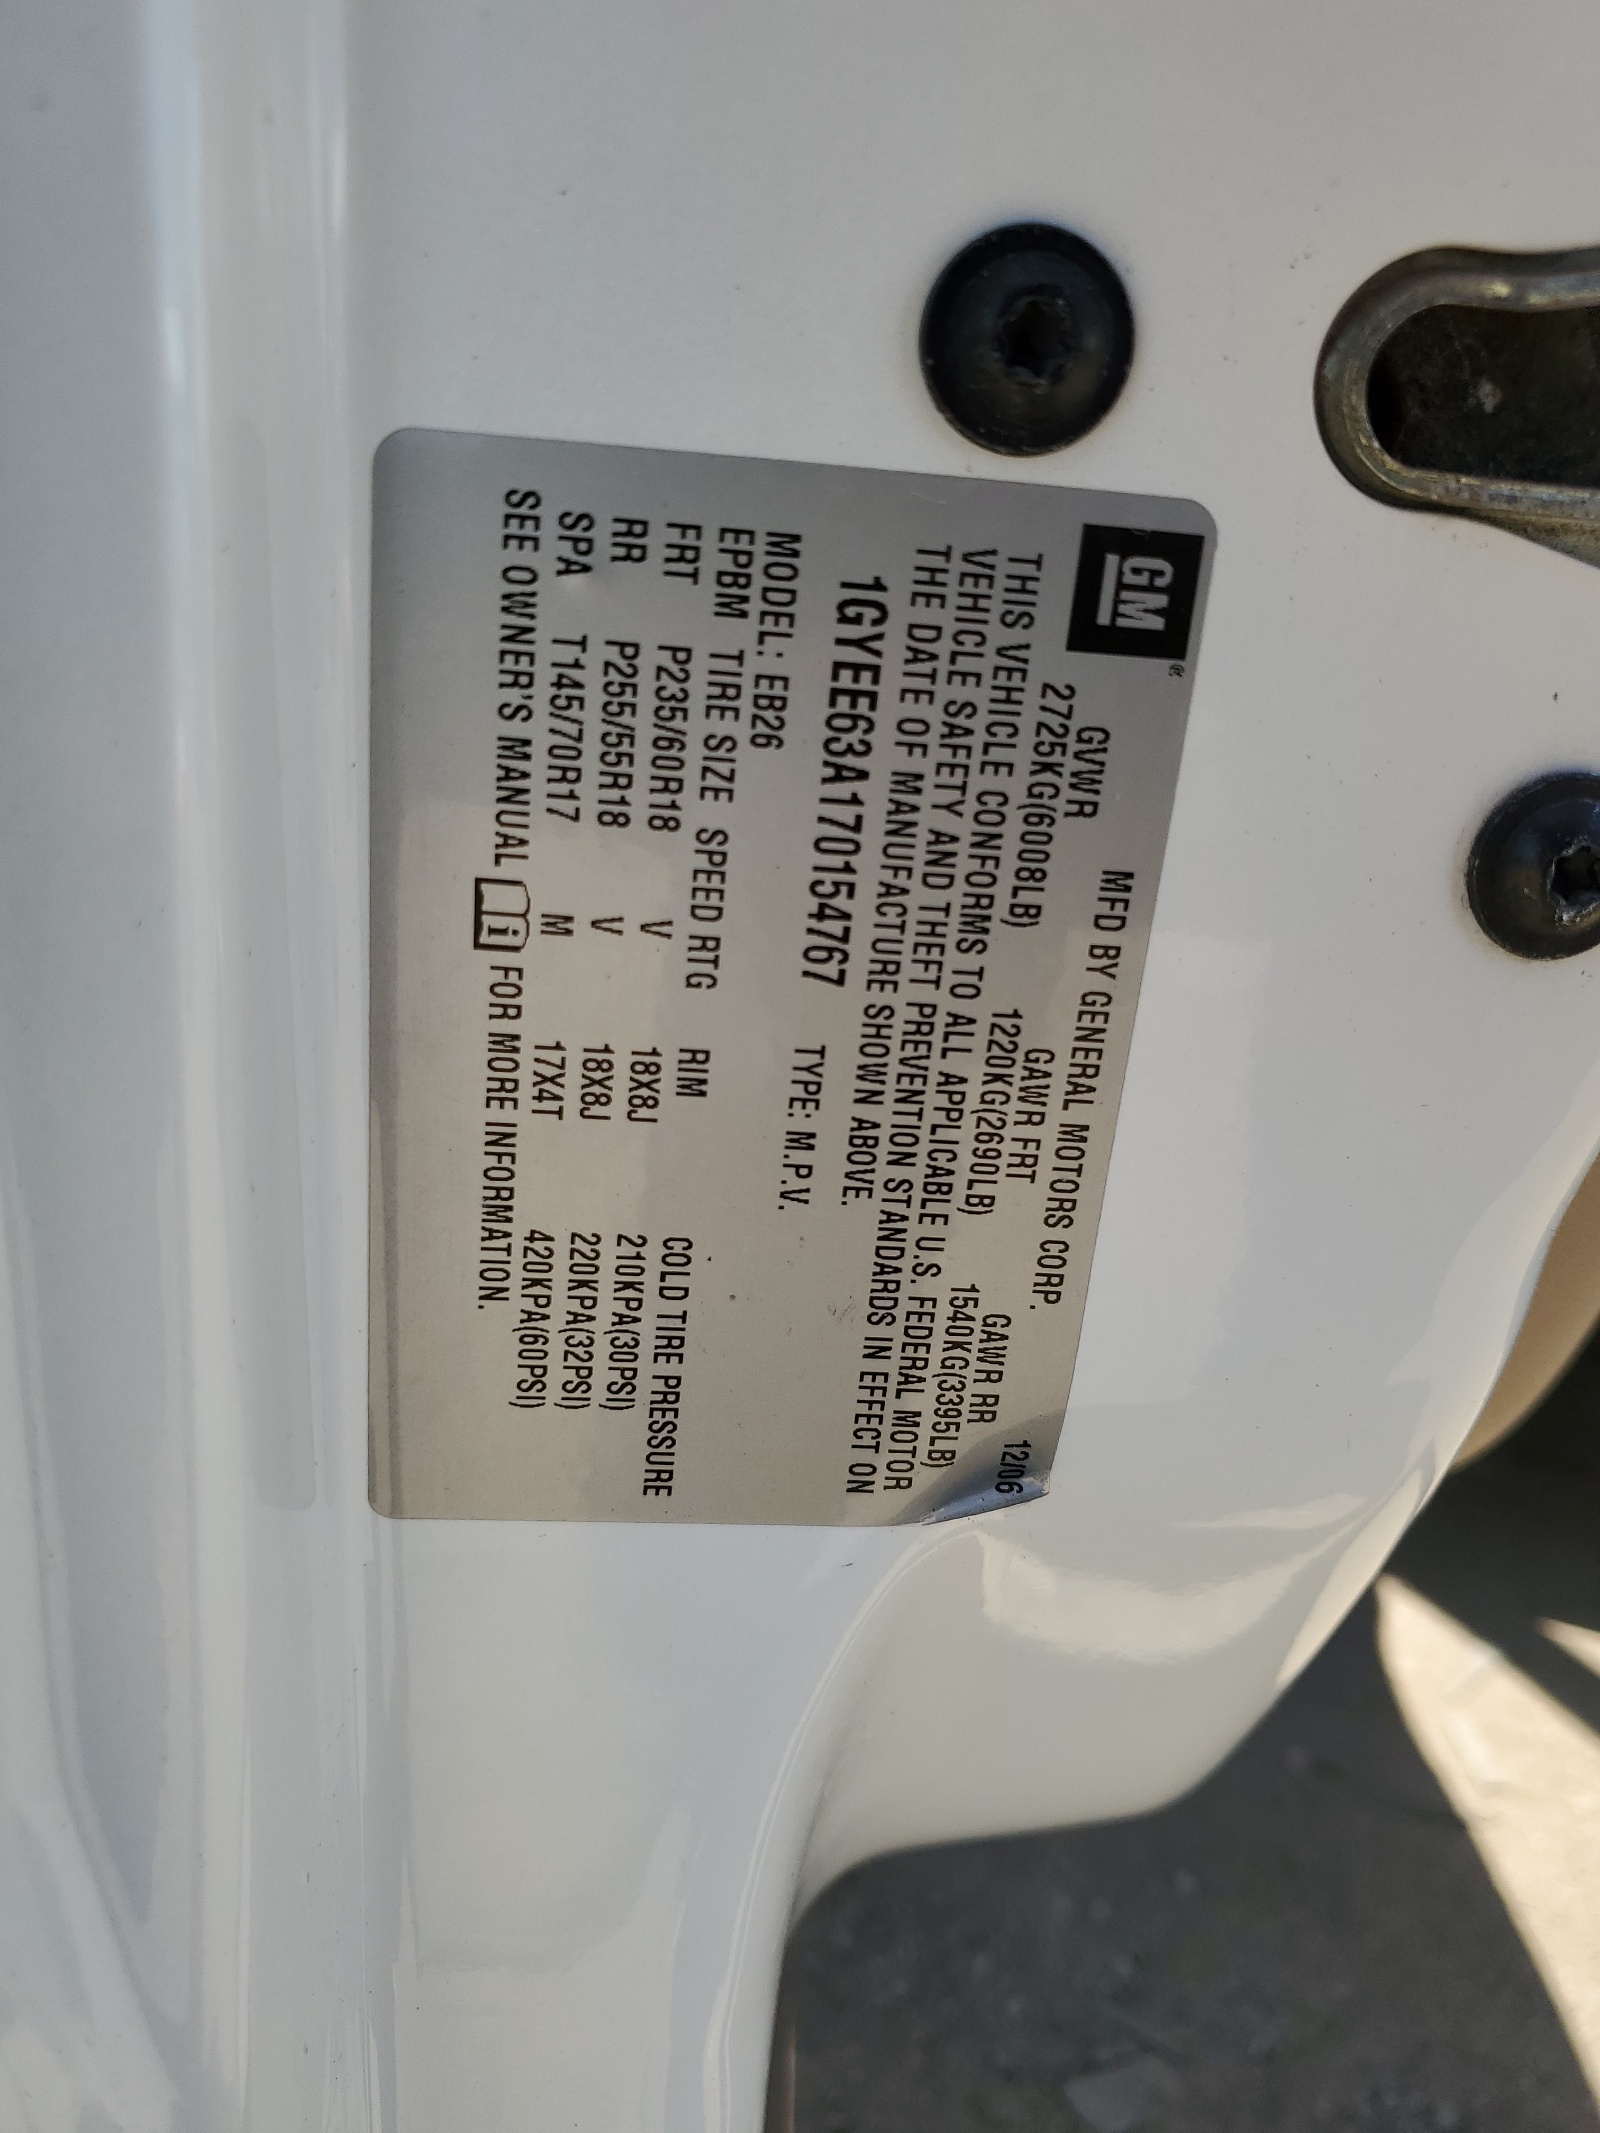 GM®
MFD BY GENERAL MOTORS CORP. 12/06
GVWR GAWR FRT GAWR RR
2725KG(6008LB) 1220KG(2690LB) 1540KG(3395LB)
THIS VEHICLE CONFORMS TO ALL APPLICABLE U.S. FEDERAL MOTOR
VEHICLE SAFETY AND THEFT PREVENTION STANDARDS IN EFFECT ON
THE DATE OF MANUFACTURE SHOWN ABOVE.
1GYEE63A170154767 TYPE: M.P.V.
MODEL: EB26
EPBM TIRE SIZE SPEED RTG RIM COLD TIRE PRESSURE
FRT P235/60R18 V 18X8J 210KPA(30PSI)
RR P255/55R18 V 18X8J 220KPA(32PSI)
SPA T145/70R17 M 17X4T 420KPA(60PSI)
SEE OWNER'S MANUAL i FOR MORE INFORMATION.